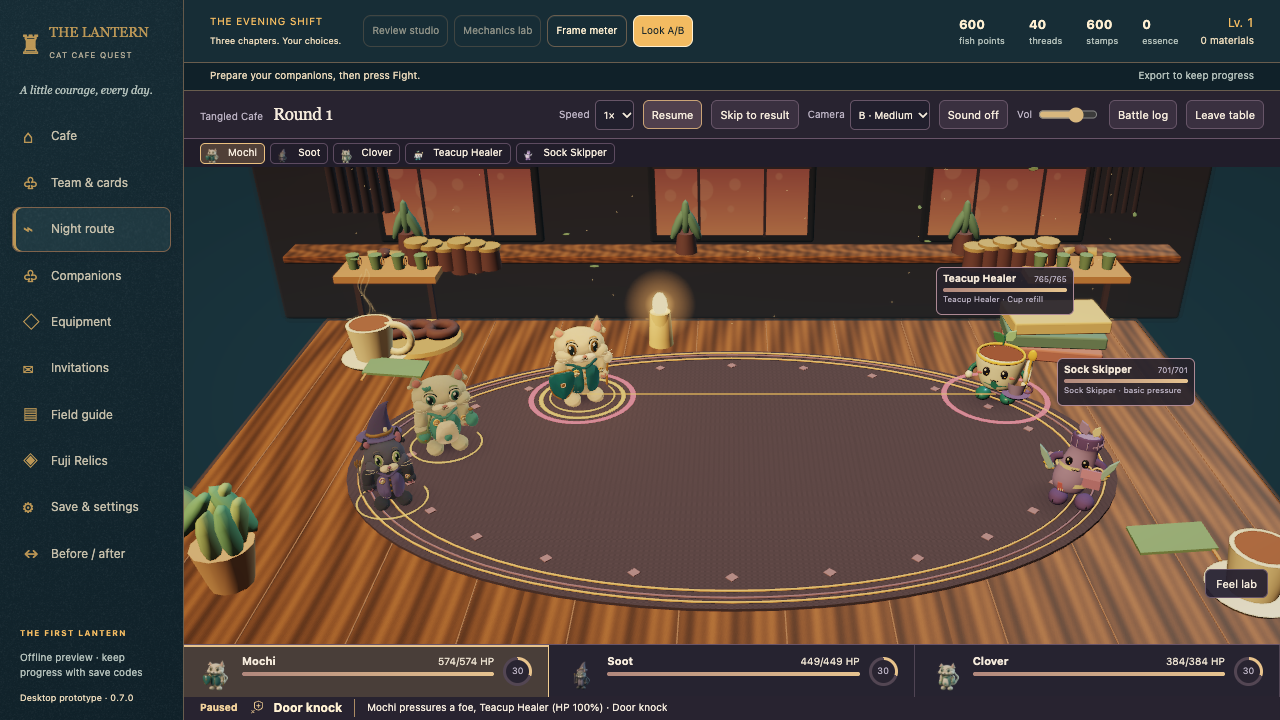 THE LANTERN
CAT CAFE QUEST
A little courage, every day.
Cafe
Team & cards
Night route
Companions
Equipment
Invitations
Field guide
Fuji Relics
Save & settings
Before / after
THE FIRST LANTERN
Offline preview · keep
progress with save codes
Desktop prototype · 0.7.0
THE EVENING SHIFT
Three chapters. Your choices.
Review studio
Mechanics lab
Frame meter
Look A/B
600
fish points
40
threads
600
stamps
0
essence
Lv. 1
0 materials
Prepare your companions, then press Fight.
Export to keep progress
Tangled Cafe Round 1
Speed 1x
Resume
Skip to result
Camera B · Medium
Sound off
Vol
Battle log
Leave table
Mochi
Soot
Clover
Teacup Healer
Sock Skipper
Teacup Healer 765/765
Teacup Healer · Cup refill
Sock Skipper 701/701
Sock Skipper · basic pressure
Feel lab
Mochi 574/574 HP 30
Soot 449/449 HP 30
Clover 384/384 HP 30
Paused Door knock Mochi pressures a foe, Teacup Healer (HP 100%) · Door knock